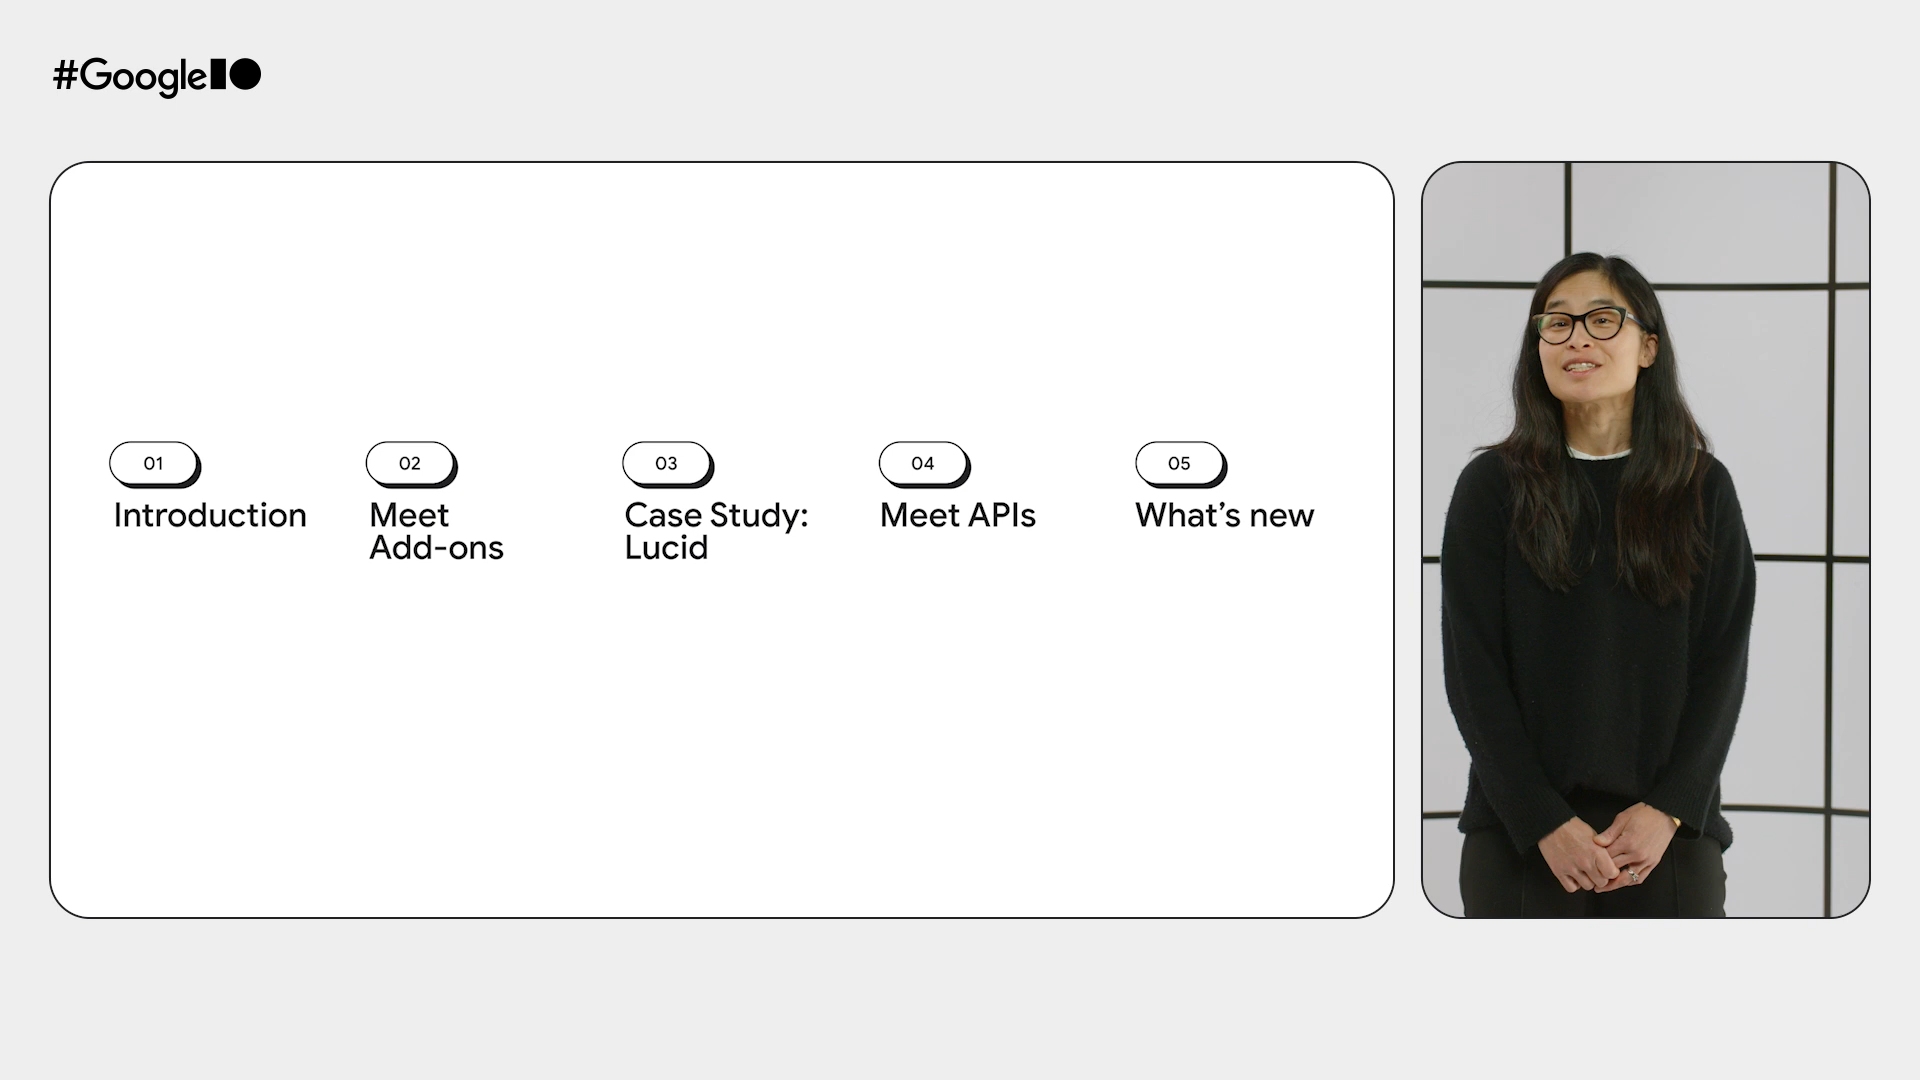 #GoogleIO
01
Introduction
02
Meet
Add-ons
03
Case Study:
Lucid
04
Meet APIs
05
What’s new